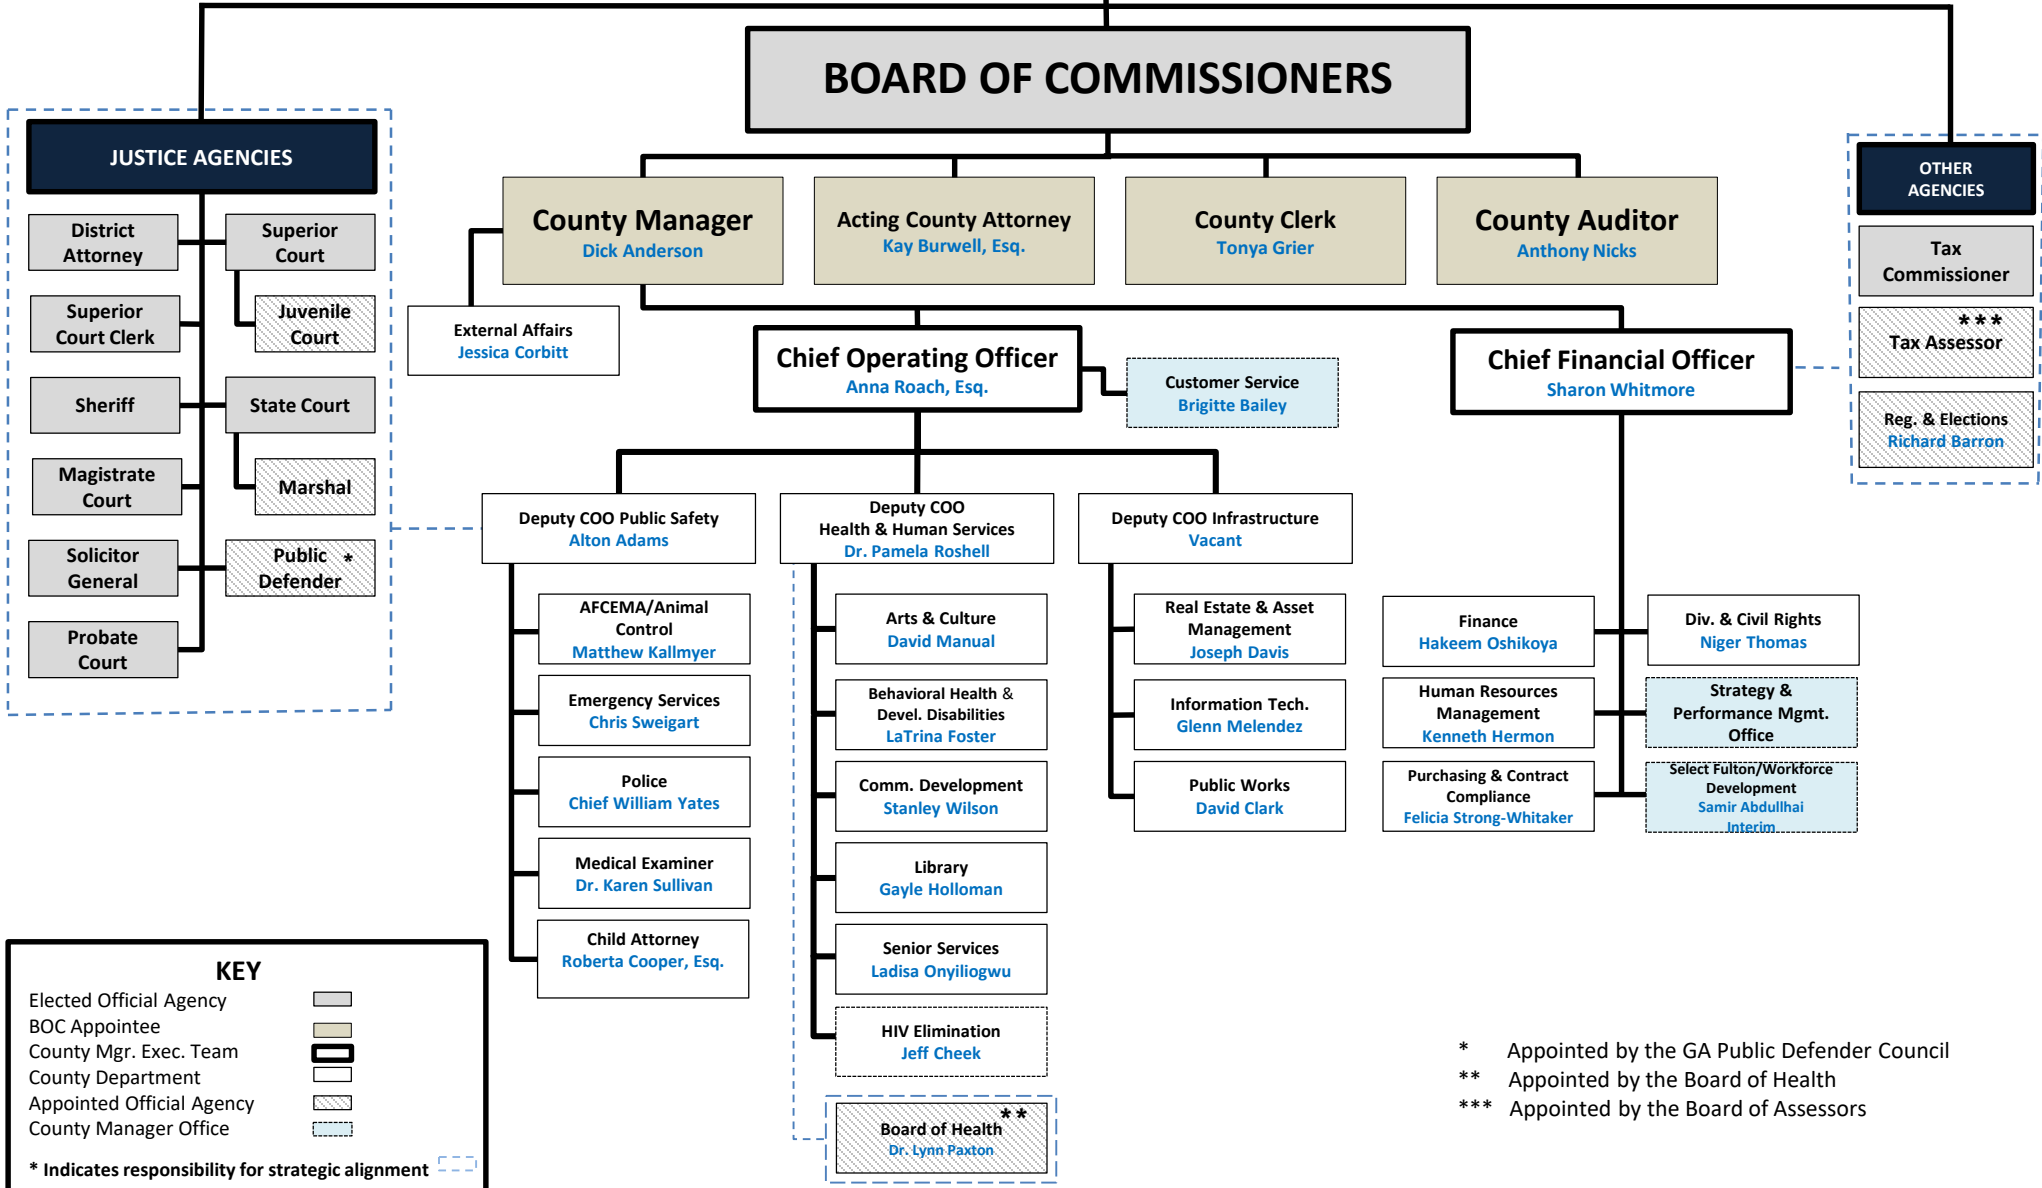 BOARD OF COMMISSIONERS
JUSTICE AGENCIES
District
Attorney
Superior
Court
Superior
Court Clerk
Juvenile
Court
Sheriff
State Court
Magistrate
Court
Marshal
Solicitor
General
Public *
Defender
Probate
Court
County Manager
Dick Anderson
Acting County Attorney
Kay Burwell, Esq.
County Clerk
Tonya Grier
County Auditor
Anthony Nicks
OTHER
AGENCIES
Tax
Commissioner
***
Tax Assessor
Reg. & Elections
Richard Barron
External Affairs
Jessica Corbitt
Chief Operating Officer
Anna Roach, Esq.
Customer Service
Brigitte Bailey
Chief Financial Officer
Sharon Whitmore
Deputy COO Public Safety
Alton Adams
Deputy COO
Health & Human Services
Dr. Pamela Roshell
Deputy COO Infrastructure
Vacant
AFCEMA/Animal
Control
Matthew Kallmyer
Emergency Services
Chris Sweigart
Police
Chief William Yates
Medical Examiner
Dr. Karen Sullivan
Child Attorney
Roberta Cooper, Esq.
Arts & Culture
David Manual
Behavioral Health &
Devel. Disabilities
LaTrina Foster
Comm. Development
Stanley Wilson
Library
Gayle Holloman
Senior Services
Ladisa Onyiliogwu
HIV Elimination
Jeff Cheek
**
Board of Health
Dr. Lynn Paxton
Real Estate & Asset
Management
Joseph Davis
Information Tech.
Glenn Melendez
Public Works
David Clark
Finance
Hakeem Oshikoya
Div. & Civil Rights
Niger Thomas
Human Resources
Management
Kenneth Hermon
Strategy &
Performance Mgmt.
Office
Purchasing & Contract
Compliance
Felicia Strong-Whitaker
Select Fulton/Workforce
Development
Samir Abdullhai
Interim
KEY
Elected Official Agency
BOC Appointee
County Mgr. Exec. Team
County Department
Appointed Official Agency
County Manager Office
* Indicates responsibility for strategic alignment
* Appointed by the GA Public Defender Council
** Appointed by the Board of Health
*** Appointed by the Board of Assessors